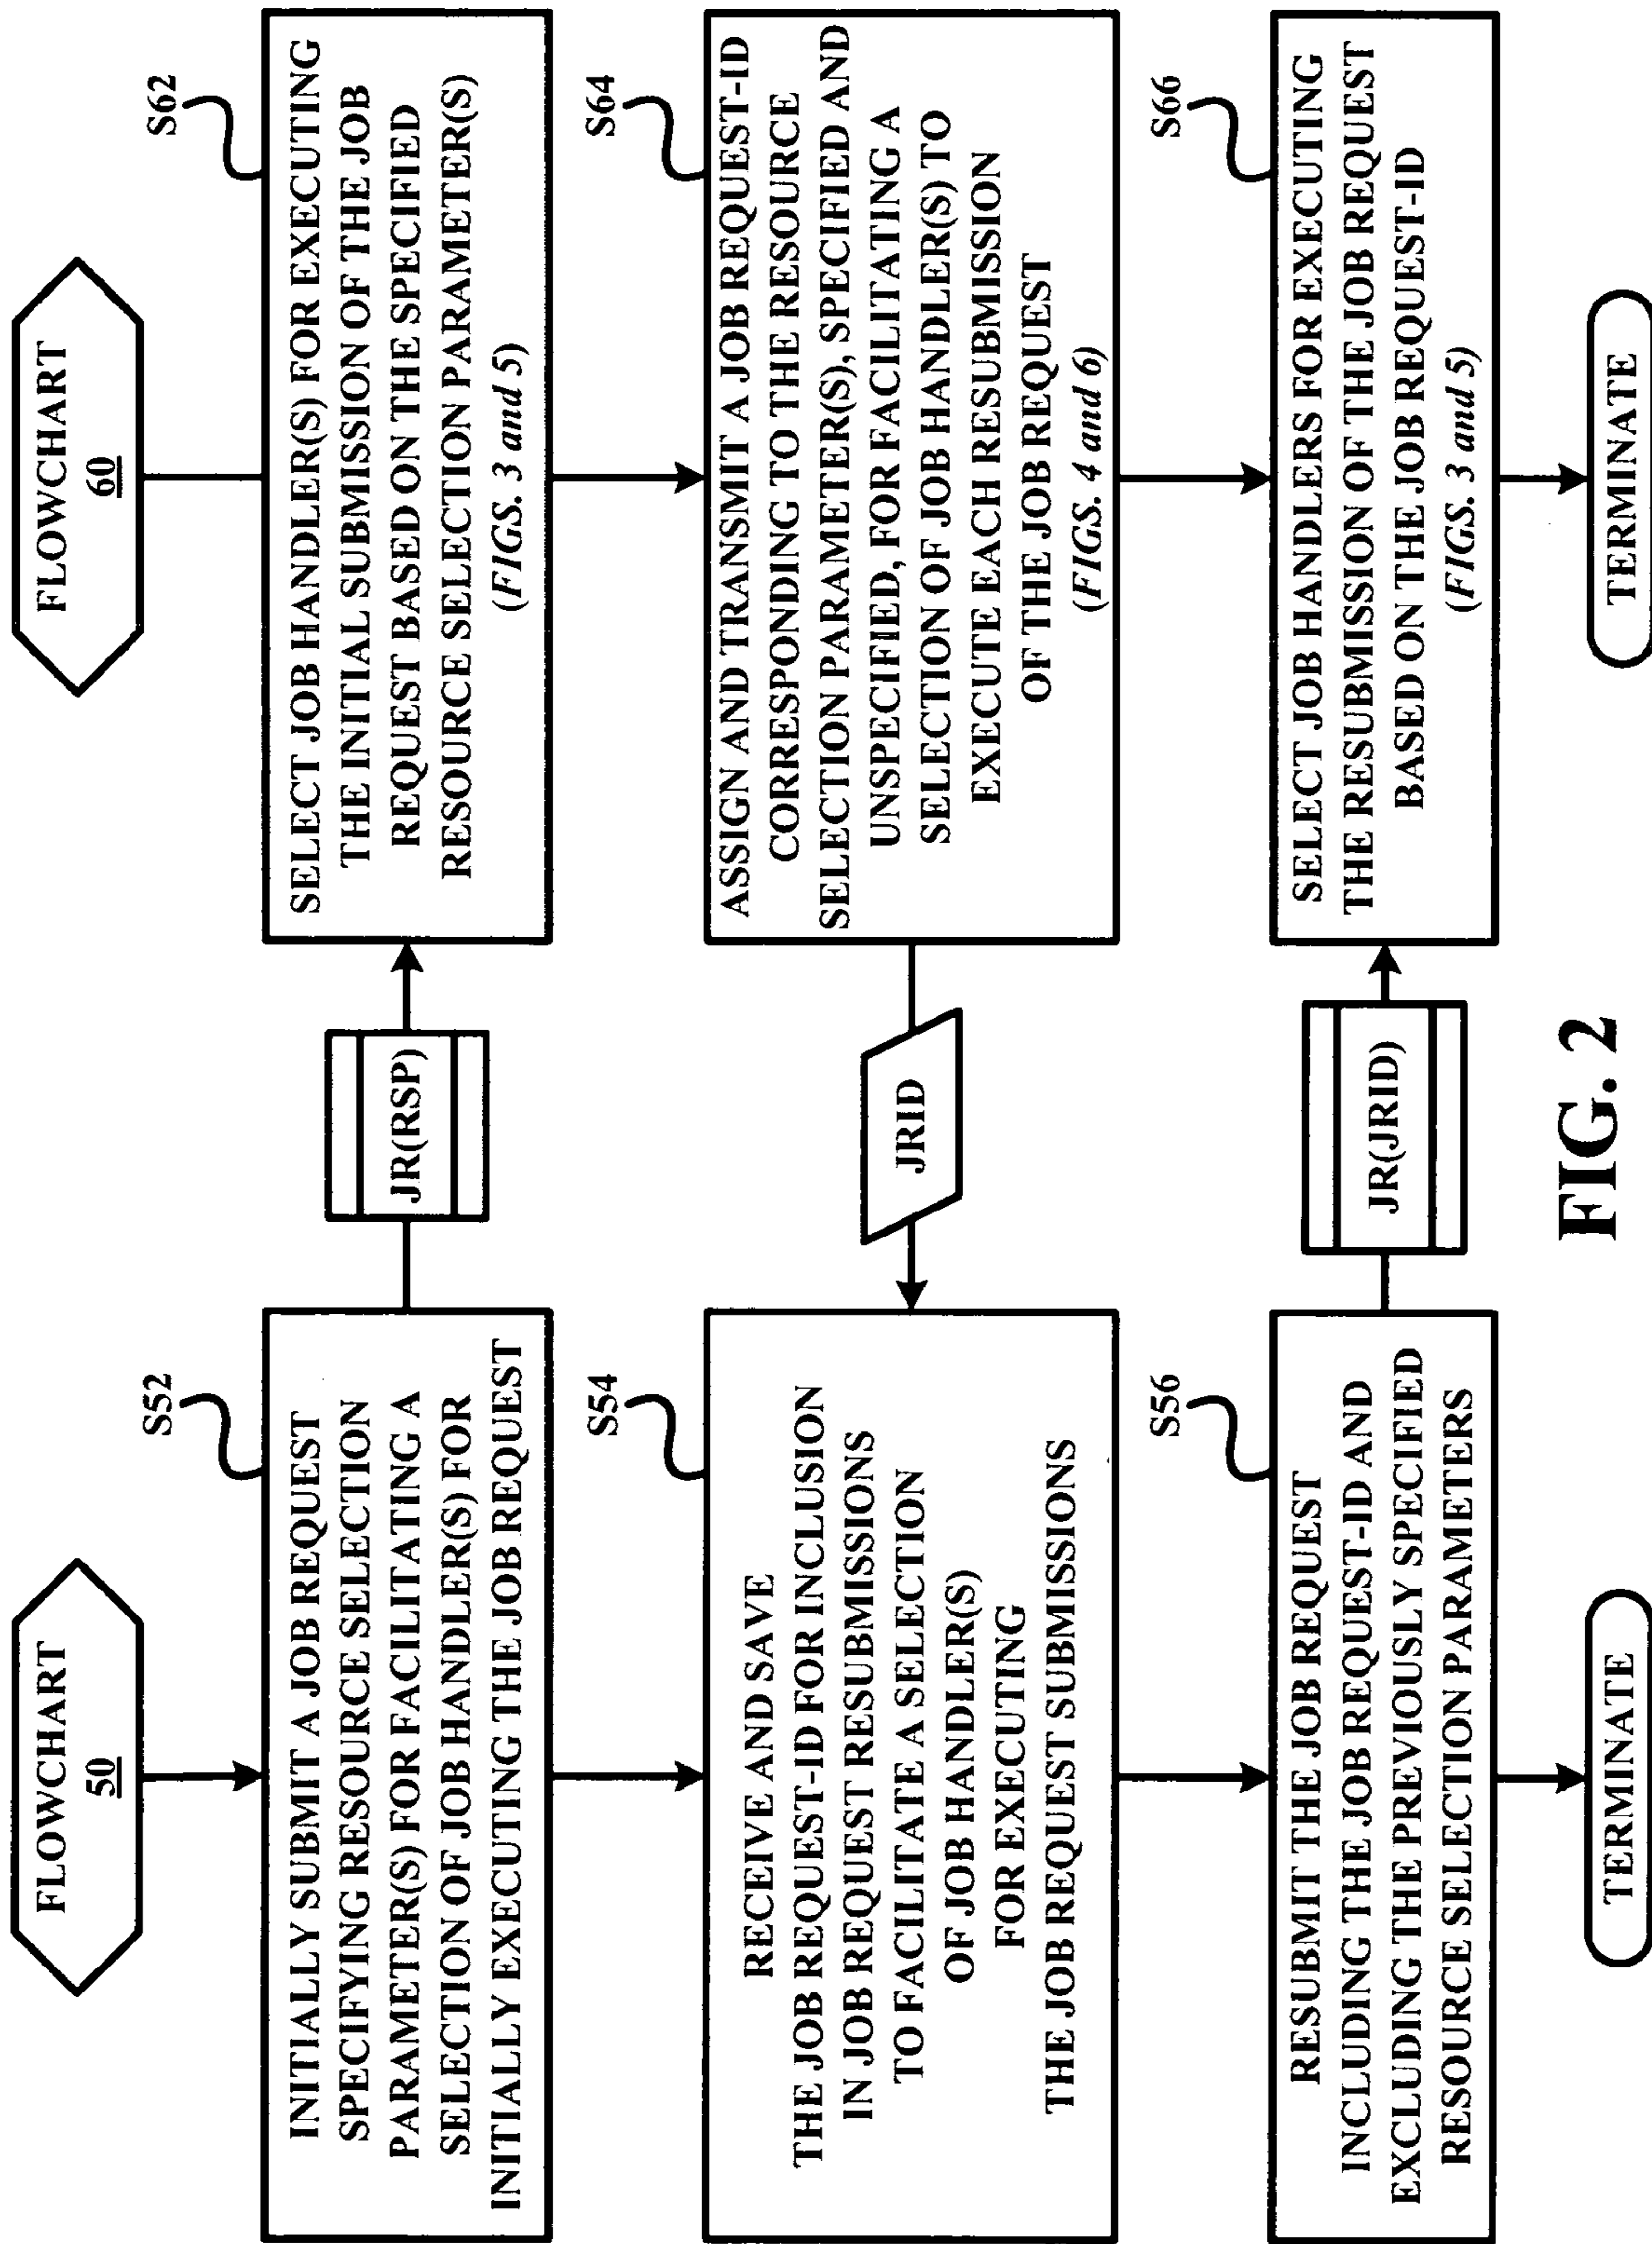 FLOWCHART
50
S52
INITIALLY SUBMIT A JOB REQUEST
SPECIFYING RESOURCE SELECTION
PARAMETER(S) FOR FACILITATING A
SELECTION OF JOB HANDLER(S) FOR
INITIALLY EXECUTING THE JOB REQUEST
JR(RSP)
FLOWCHART
60
S62
SELECT JOB HANDLER(S) FOR EXECUTING
THE INITIAL SUBMISSION OF THE JOB
REQUEST BASED ON THE SPECIFIED
RESOURCE SELECTION PARAMETER(S)
(FIGS. 3 and 5)
S54
RECEIVE AND SAVE
THE JOB REQUEST-ID FOR INCLUSION
IN JOB REQUEST RESUBMISSIONS
TO FACILITATE A SELECTION
OF JOB HANDLER(S)
FOR EXECUTING
THE JOB REQUEST SUBMISSIONS
JRID
S64
ASSIGN AND TRANSMIT A JOB REQUEST-ID
CORRESPONDING TO THE RESOURCE
SELECTION PARAMETER(S), SPECIFIED AND
UNSPECIFIED, FOR FACILITATING A
SELECTION OF JOB HANDLER(S) TO
EXECUTE EACH RESUBMISSION
OF THE JOB REQUEST
(FIGS. 4 and 6)
S56
RESUBMIT THE JOB REQUEST
INCLUDING THE JOB REQUEST-ID AND
EXCLUDING THE PREVIOUSLY SPECIFIED
RESOURCE SELECTION PARAMETERS
JR(JRID)
S66
SELECT JOB HANDLERS FOR EXECUTING
THE RESUBMISSION OF THE JOB REQUEST
BASED ON THE JOB REQUEST-ID
(FIGS. 3 and 5)
TERMINATE
TERMINATE
FIG. 2